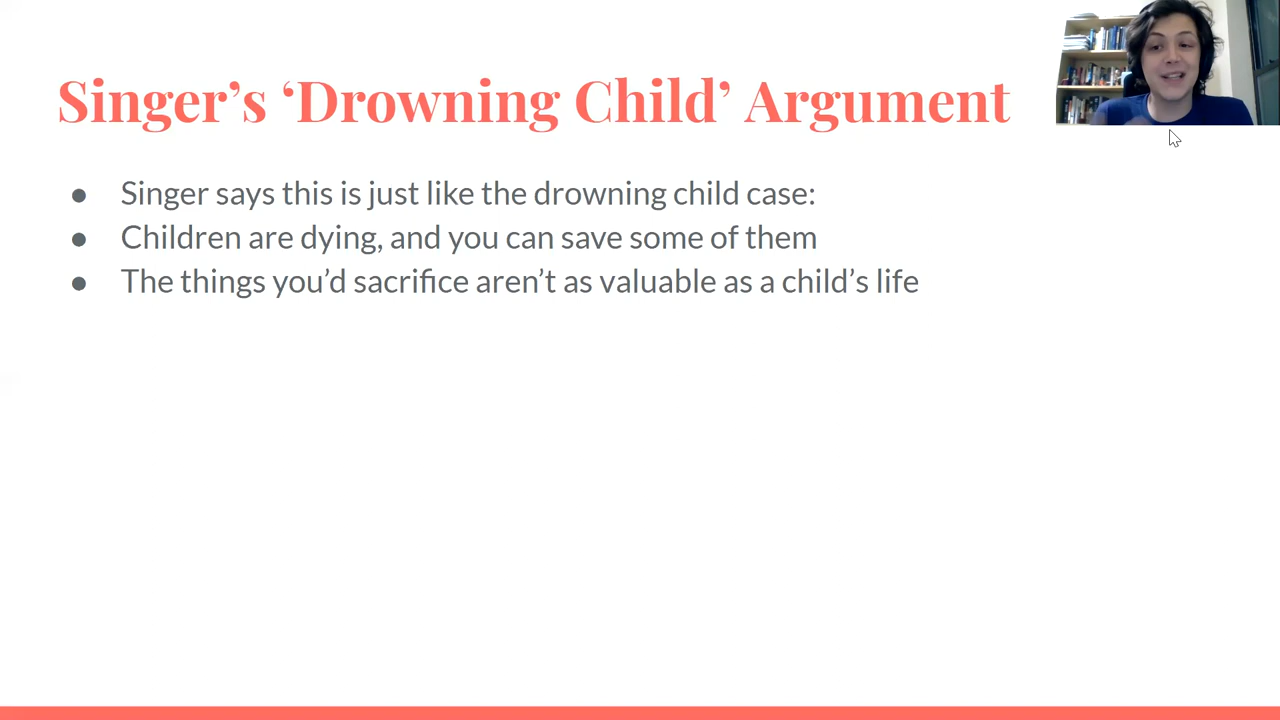 Singer’s ‘Drowning Child’ Argument
● Singer says this is just like the drowning child case:
● Children are dying, and you can save some of them
● The things you’d sacrifice aren’t as valuable as a child’s life